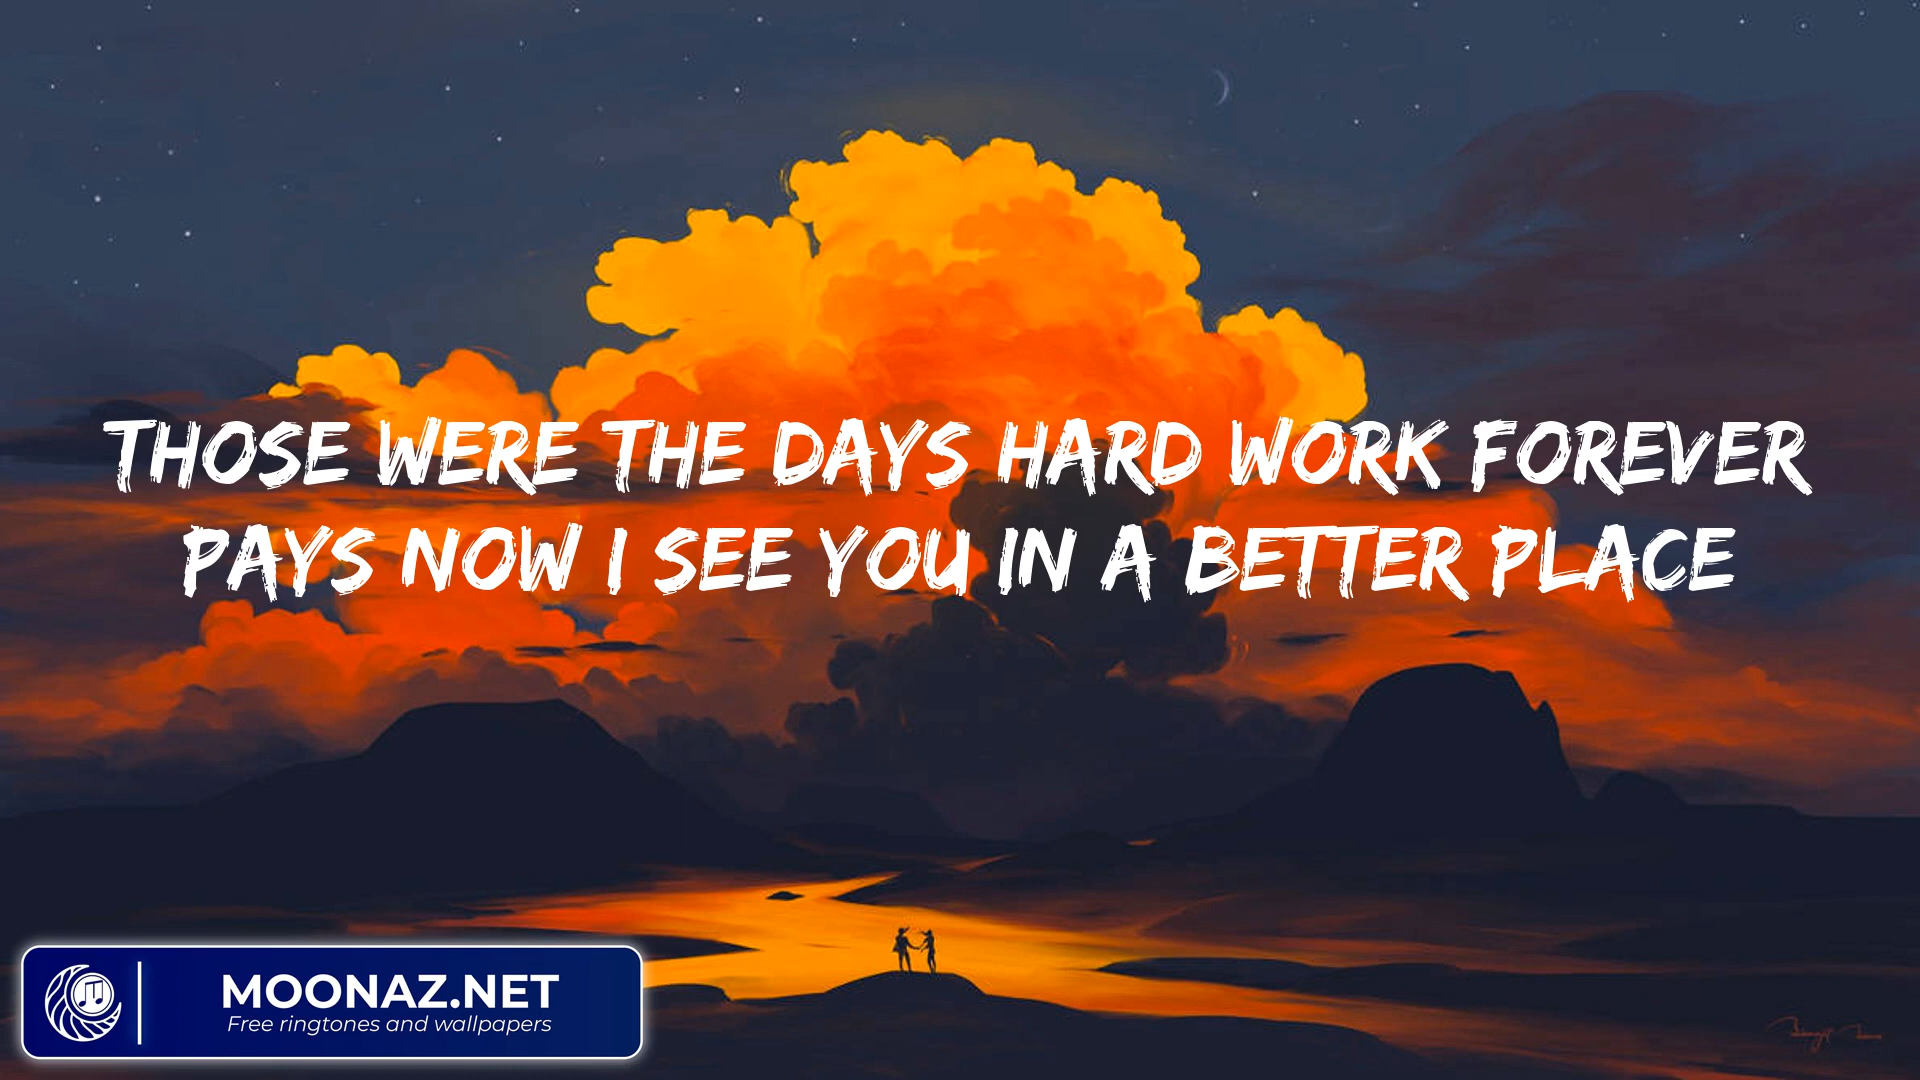 THOSE WERE THE DAYS HARD WORK FOREVER
PAYS NOW I SEE YOU IN A BETTER PLACE
MOONAZ.NET
Free ringtones and wallpapers